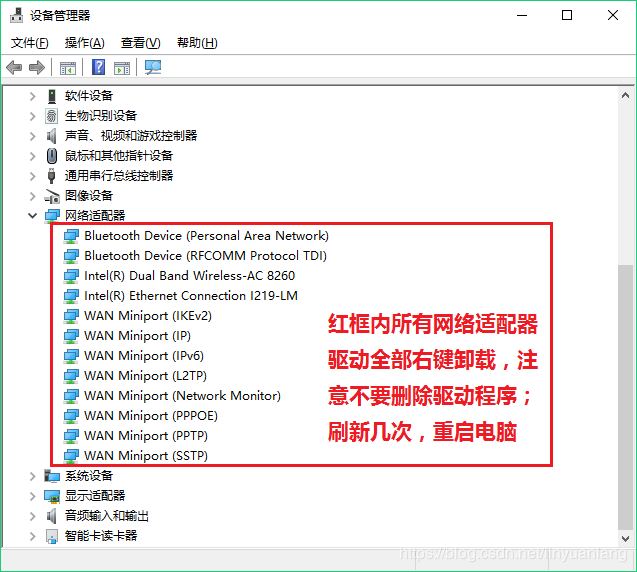 设备管理器
文件(F) 操作(A) 查看(V) 帮助(H)
软件设备
生物识别设备
声音、视频和游戏控制器
鼠标和其他指针设备
通用串行总线控制器
图像设备
网络适配器
Bluetooth Device (Personal Area Network)
Bluetooth Device (RFCOMM Protocol TDI)
Intel(R) Dual Band Wireless-AC 8260
Intel(R) Ethernet Connection I219-LM
WAN Miniport (IKEv2)
WAN Miniport (IP)
WAN Miniport (IPv6)
WAN Miniport (L2TP)
WAN Miniport (Network Monitor)
WAN Miniport (PPPOE)
WAN Miniport (PPTP)
WAN Miniport (SSTP)
红框内所有网络适配器
驱动全部右键卸载，注
意不要删除驱动程序；
刷新几次，重启电脑
系统设备
显示适配器
音频输入和输出
智能卡读卡器
https://blog.csdn.net/linyuanfang